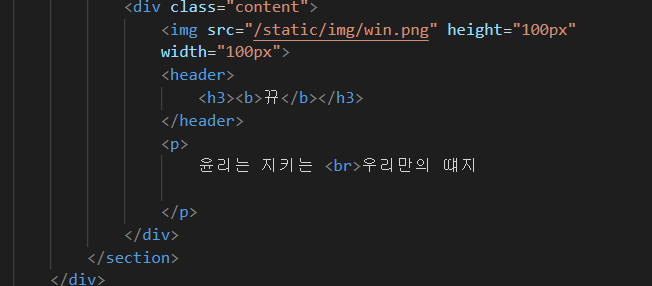 <div class="content">
<img src="/static/img/win.png" height="100px"
width="100px">
<header>
<h3><b>뀨</b></h3>
</header>
<p>
윤리는 지키는 <br>우리만의 떄지
</p>
</div>
</section>
</div>